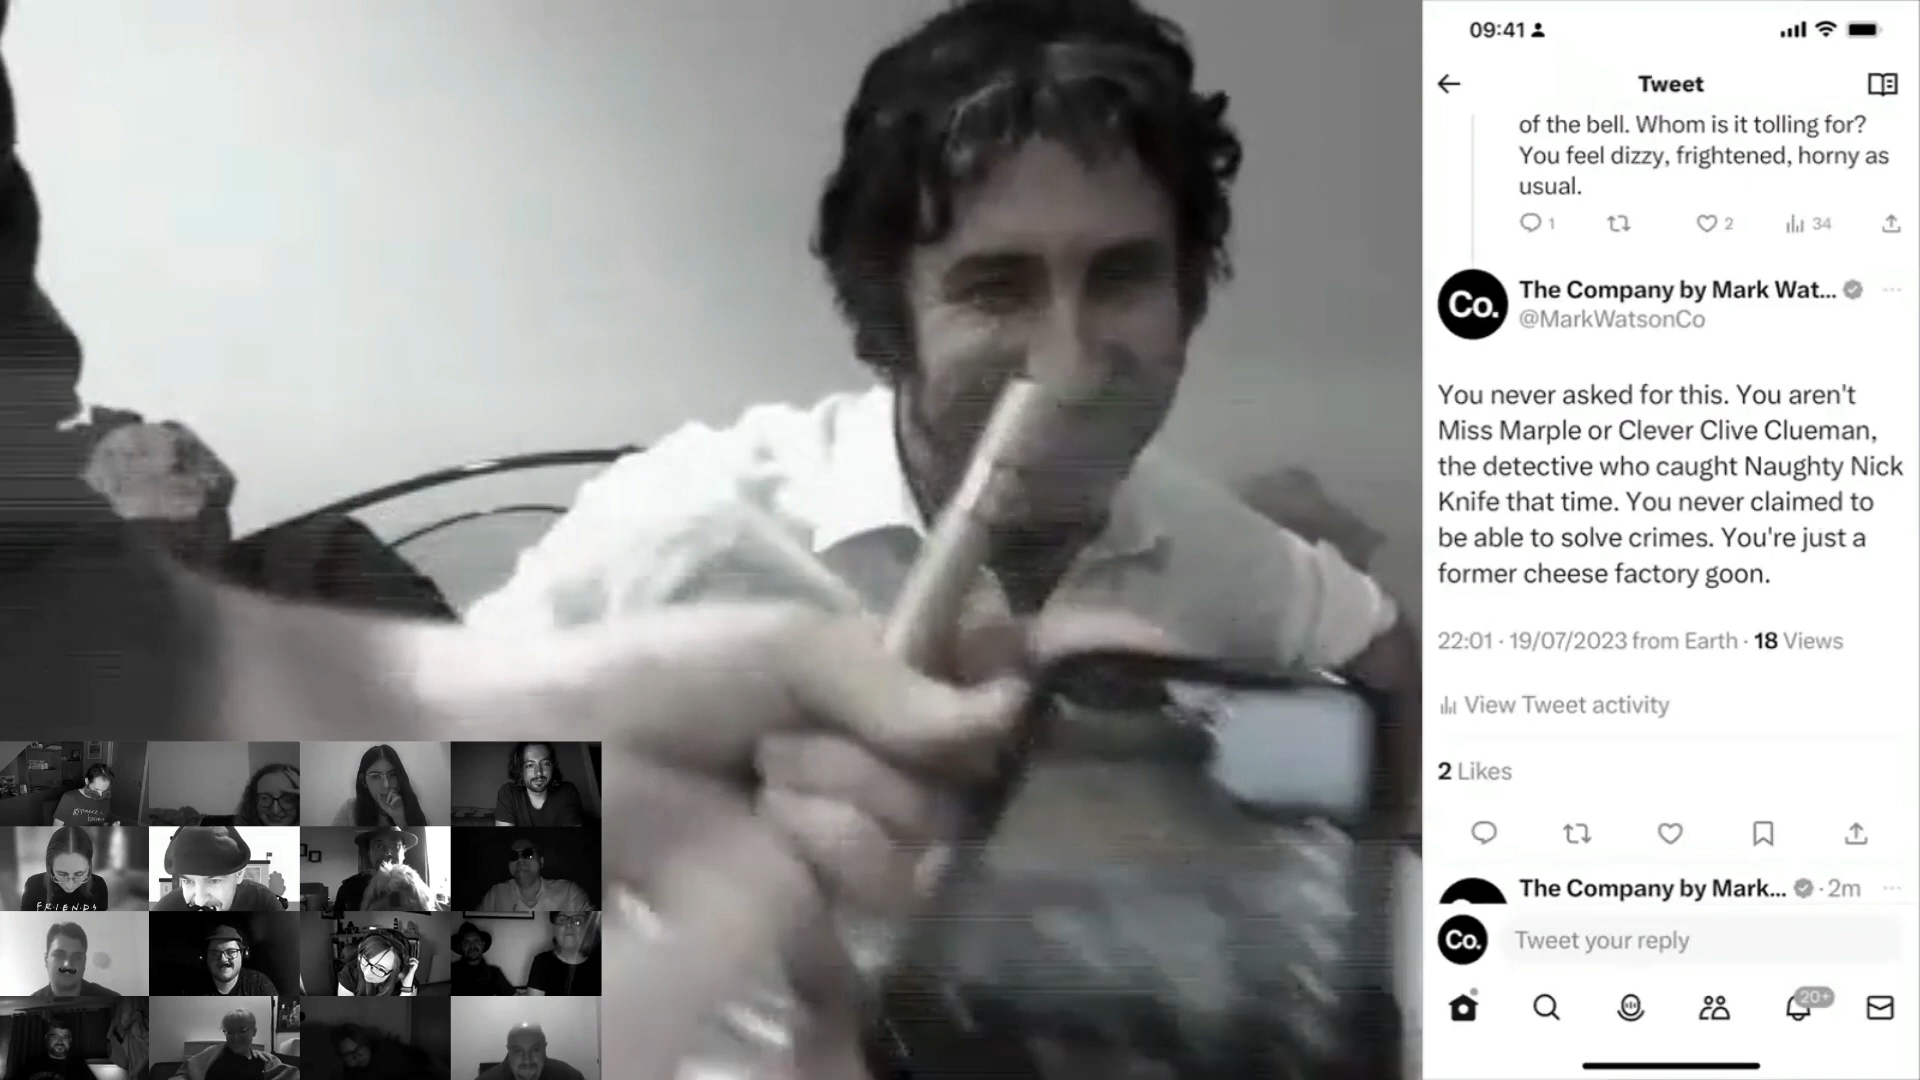 09:41
Tweet
of the bell. Whom is it tolling for?
You feel dizzy, frightened, horny as
usual.
1
2
34
Co.
The Company by Mark Wat...
@MarkWatsonCo
You never asked for this. You aren't
Miss Marple or Clever Clive Clueman,
the detective who caught Naughty Nick
Knife that time. You never claimed to
be able to solve crimes. You're just a
former cheese factory goon.
22:01 · 19/07/2023 from Earth · 18 Views
View Tweet activity
2 Likes
The Company by Mark... · 2m
Co.
Tweet your reply
20+
F·R·I·E·N·D·S